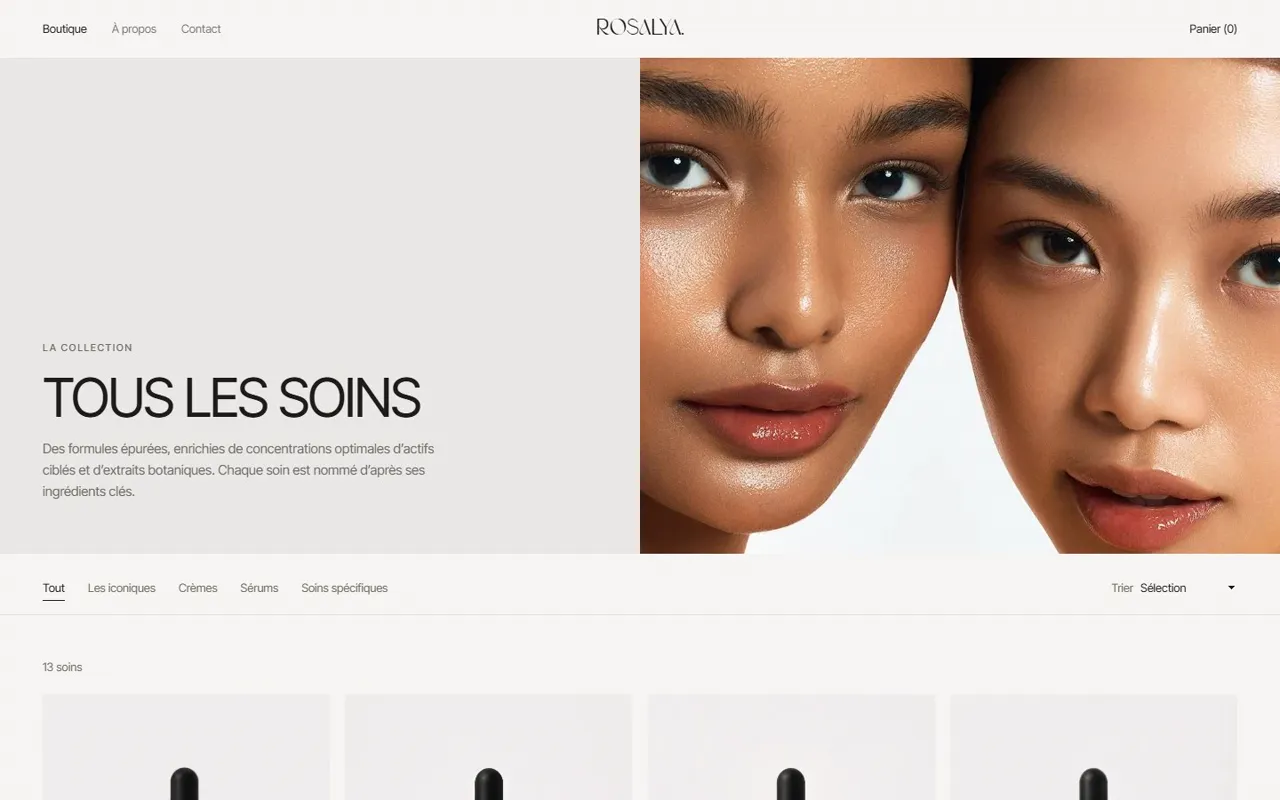 Boutique À propos Contact ROSALYA. Panier (0)
LA COLLECTION
TOUS LES SOINS
Des formules épurées, enrichies de concentrations optimales d’actifs
ciblés et d’extraits botaniques. Chaque soin est nommé d’après ses
ingrédients clés.
Tout Les iconiques Crèmes Sérums Soins spécifiques Trier Sélection
13 soins